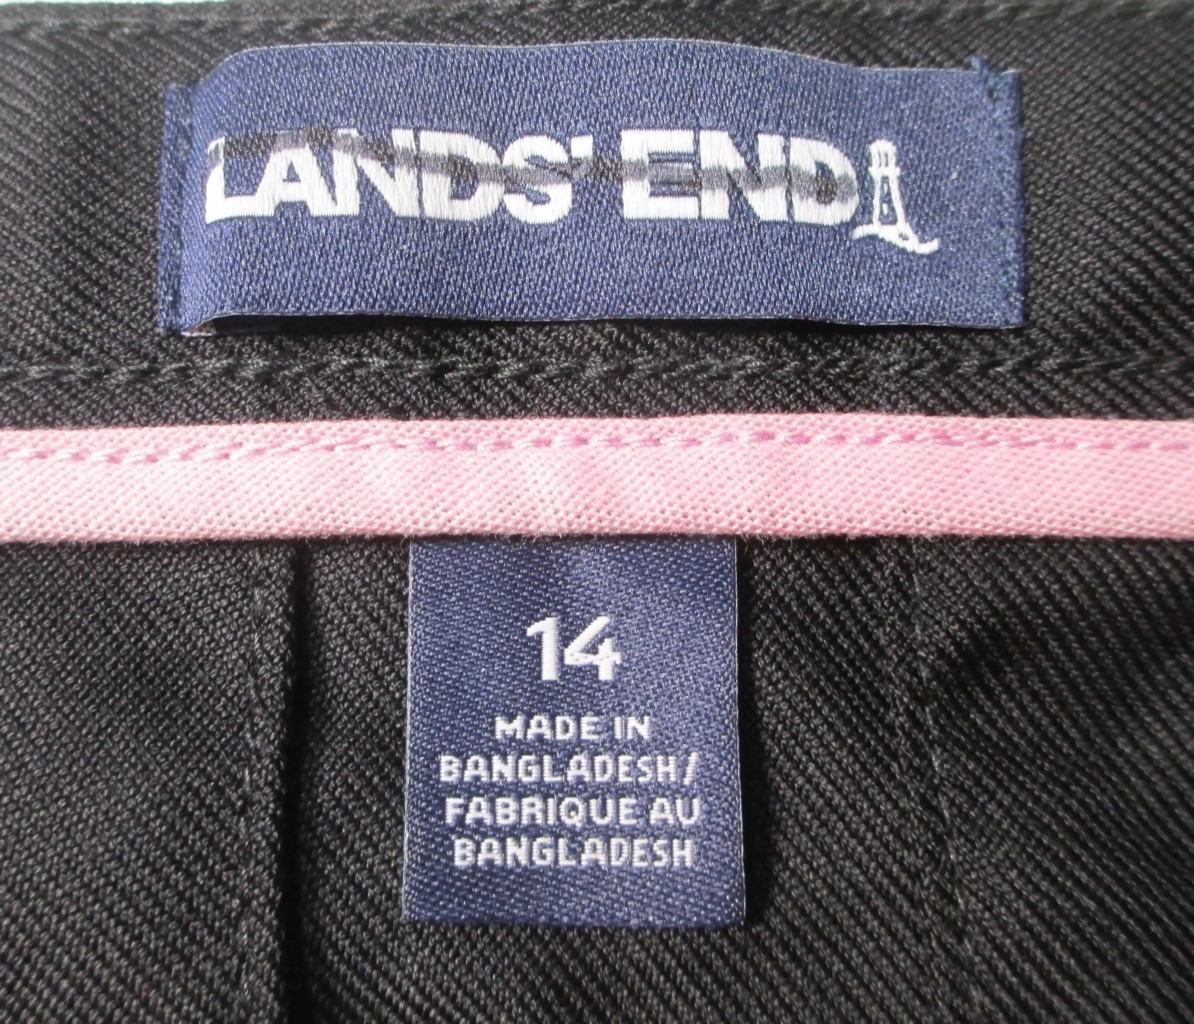 LANDS' END
14
MADE IN
BANGLADESH/
FABRIQUE AU
BANGLADESH